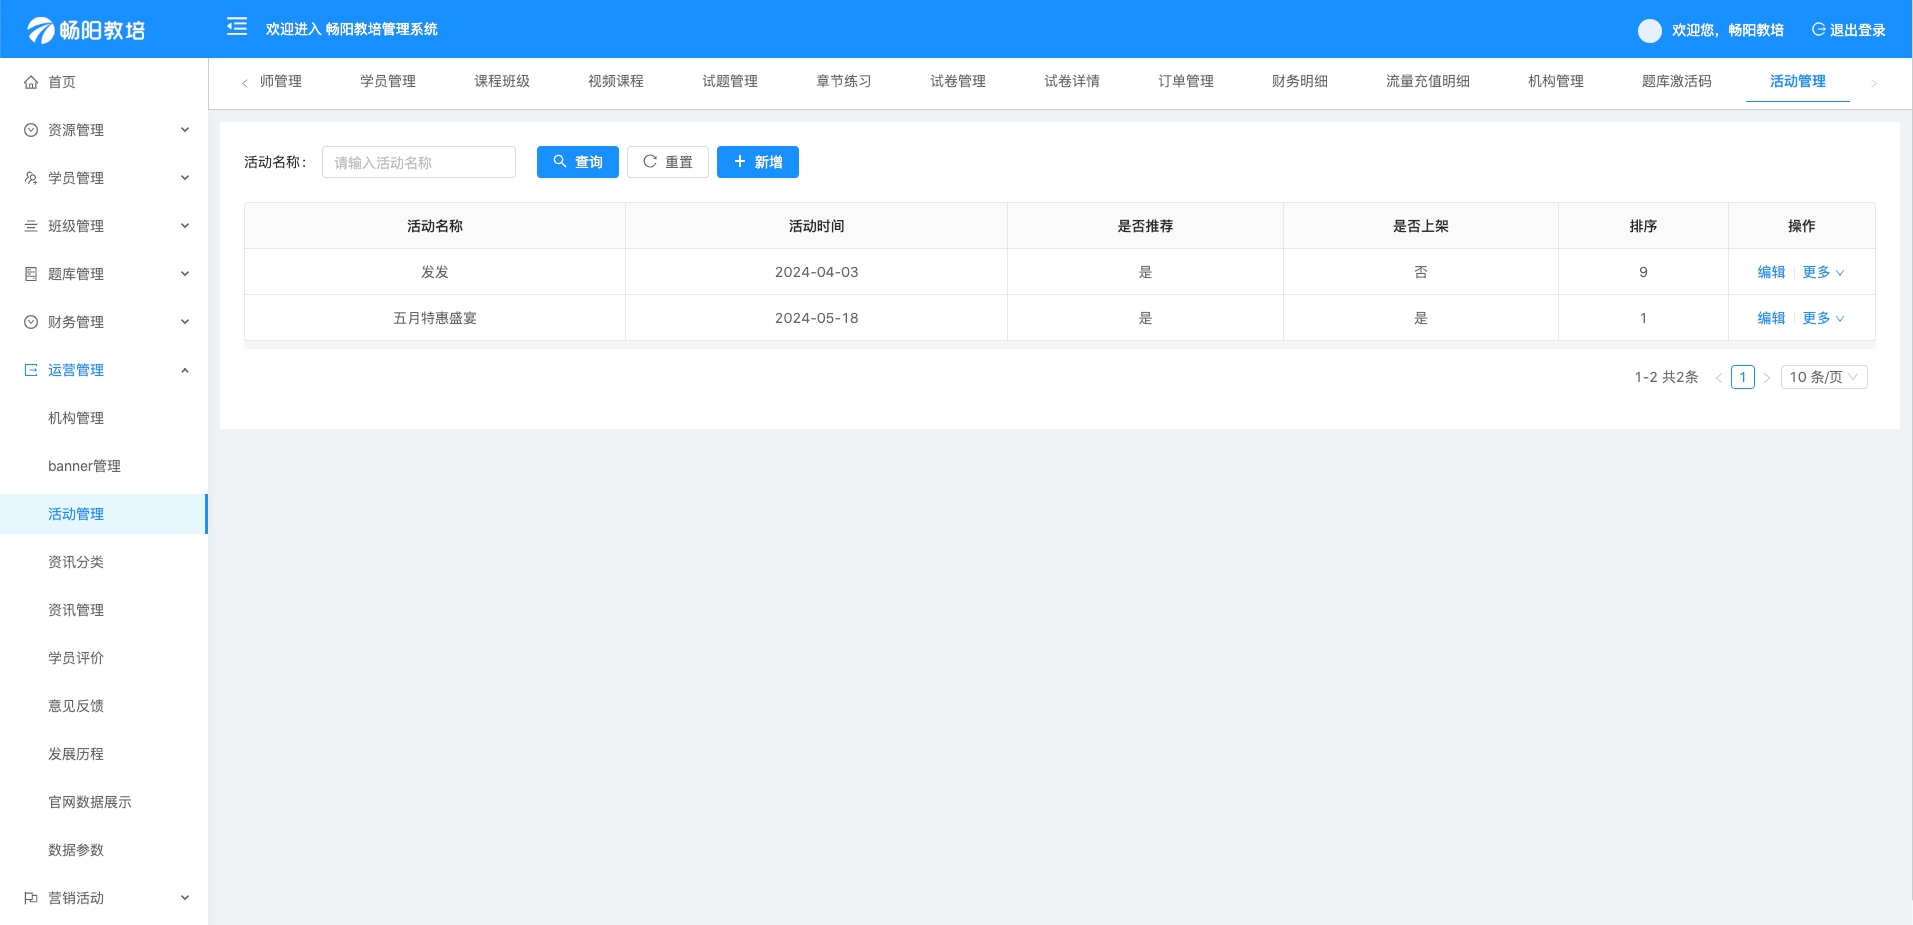 畅阳教培
欢迎进入 畅阳教培管理系统
欢迎您，畅阳教培
退出登录
首页
资源管理
学员管理
班级管理
题库管理
财务管理
运营管理
机构管理
banner管理
活动管理
资讯分类
资讯管理
学员评价
意见反馈
发展历程
官网数据展示
数据参数
营销活动
师管理 学员管理 课程班级 视频课程 试题管理 章节练习 试卷管理 试卷详情 订单管理 财务明细 流量充值明细 机构管理 题库激活码 活动管理
活动名称： 请输入活动名称 查询 重置 新增
活动名称 活动时间 是否推荐 是否上架 排序 操作
发发 2024-04-03 是 否 9 编辑 更多
五月特惠盛宴 2024-05-18 是 是 1 编辑 更多
1-2 共2条 1 10 条/页